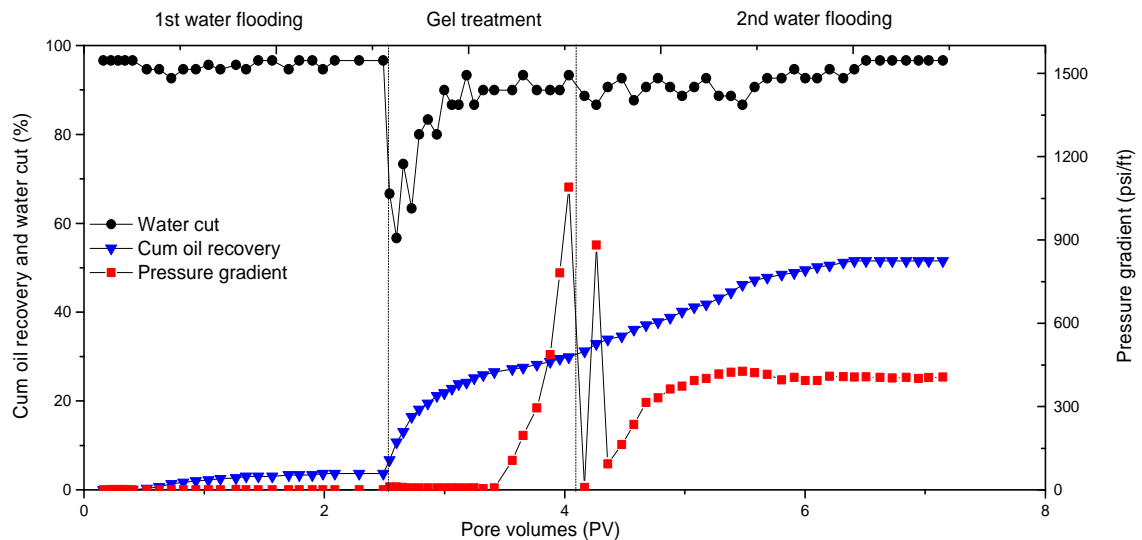 1st water flooding Gel treatment 2nd water flooding
100
80
60
40
20
0
1500
1200
900
600
300
0
Cum oil recovery and water cut (%)
Pressure gradient (psi/ft)
Water cut
Cum oil recovery
Pressure gradient
0 2 4 6 8
Pore volumes (PV)